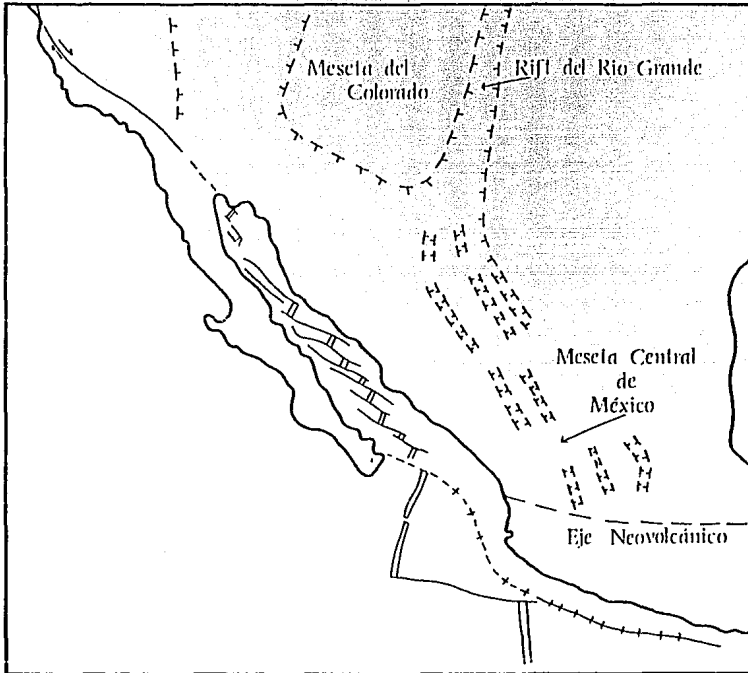 Meseta del
Colorado
Rift del Rio Grande
Meseta Central
de
México
Eje Neovolcánico